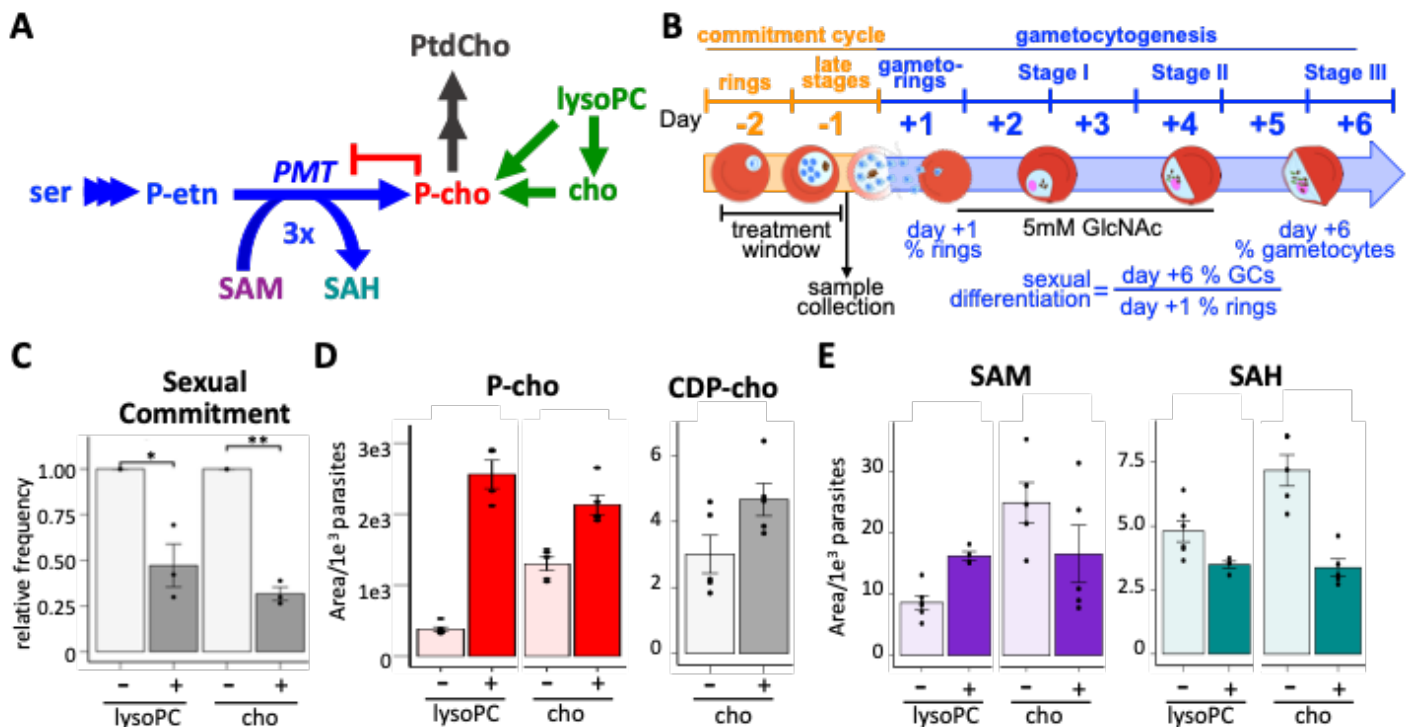 A
PtdCho
lysoPC
PMT
ser
P-etn
P-cho
cho
3x
SAM
SAH
B
commitment cycle
gametocytogenesis
rings
late stages
gameto-
rings
Stage I
Stage II
Stage III
Day
-2
-1
+1
+2
+3
+4
+5
+6
treatment
window
day +1
% rings
5mM GlcNAc
day +6
% gametocytes
sample
collection
sexual
differentiation
=
day +6 % GCs
day +1 % rings
C
Sexual
Commitment
relative frequency
1.00
0.75
0.50
0.25
0
*
**
- + - +
lysoPC cho
D
P-cho
CDP-cho
Area/1e³ parasites
3e3
2e3
1e3
0
- + - +
lysoPC cho
6
4
2
0
- +
cho
E
SAM
SAH
Area/1e³ parasites
30
20
10
0
- + - +
lysoPC cho
7.5
5.0
2.5
0
- + - +
lysoPC cho